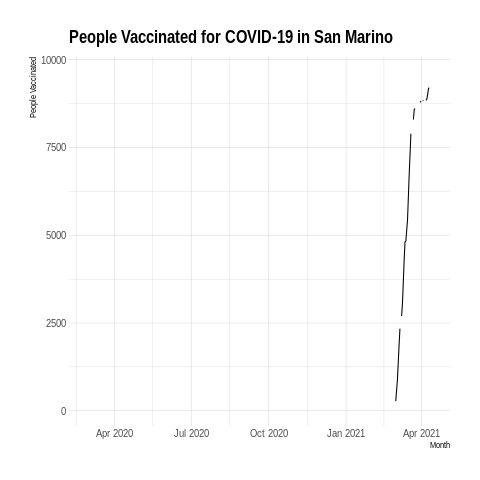 People Vaccinated for COVID-19 in San Marino
People Vaccinated
10000
7500
5000
2500
0
Apr 2020
Jul 2020
Oct 2020
Jan 2021
Apr 2021
Month